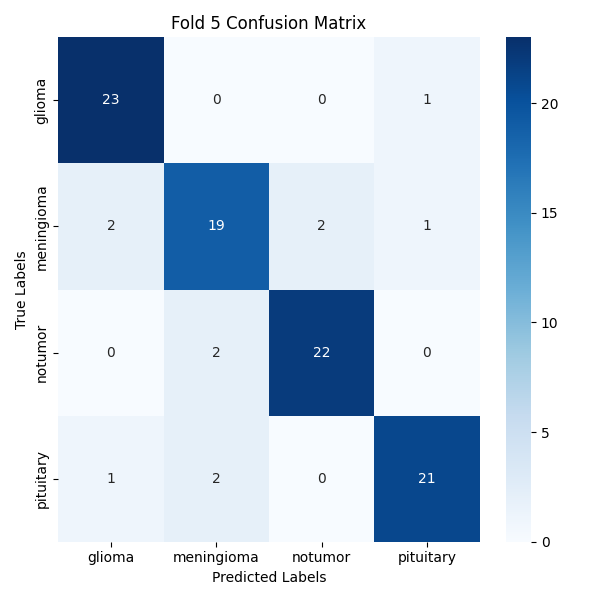 Fold 5 Confusion Matrix
glioma 23 0 0 1
meningioma 2 19 2 1
notumor 0 2 22 0
pituitary 1 2 0 21
glioma meningioma notumor pituitary
Predicted Labels
True Labels
20
15
10
5
0